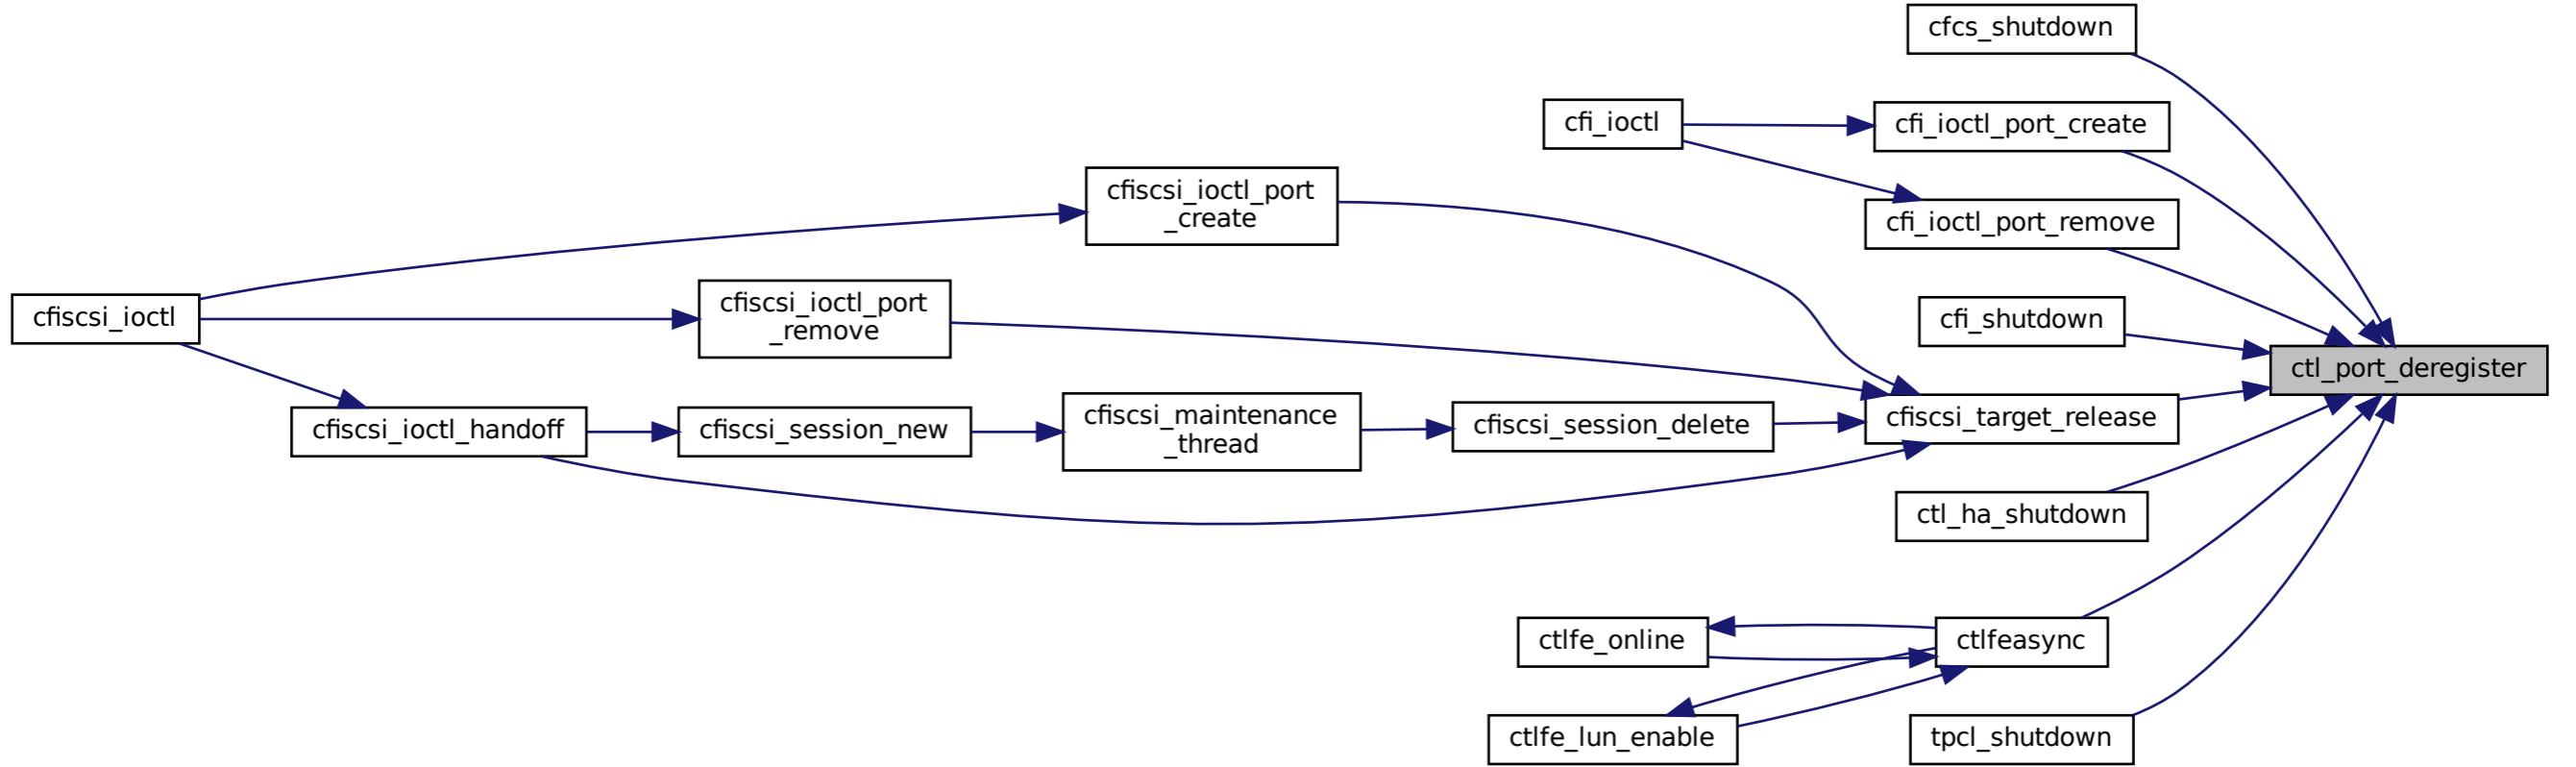 cfcs_shutdown
cfi_ioctl
cfi_ioctl_port_create
cfiscsi_ioctl_port
_create
cfi_ioctl_port_remove
cfiscsi_ioctl
cfiscsi_ioctl_port
_remove
cfi_shutdown
ctl_port_deregister
cfiscsi_ioctl_handoff
cfiscsi_session_new
cfiscsi_maintenance
_thread
cfiscsi_session_delete
cfiscsi_target_release
ctl_ha_shutdown
ctlfe_online
ctlfeasync
ctlfe_lun_enable
tpcl_shutdown